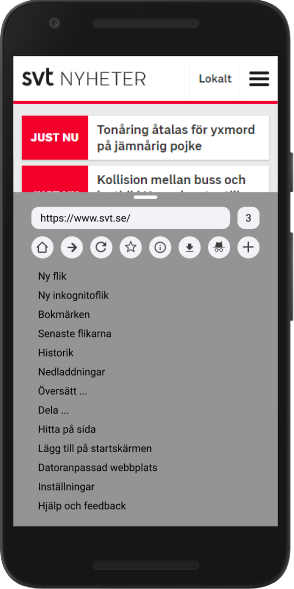 svt NYHETER
Lokalt
JUST NU
Tonåring åtalas för yxmord
på jämnårig pojke
Kollision mellan buss och
https://www.svt.se/
3
Ny flik
Ny inkognitoflik
Bokmärken
Senaste flikarna
Historik
Nedladdningar
Översätt ...
Dela ...
Hitta på sida
Lägg till på startskärmen
Datoranpassad webbplats
Inställningar
Hjälp och feedback